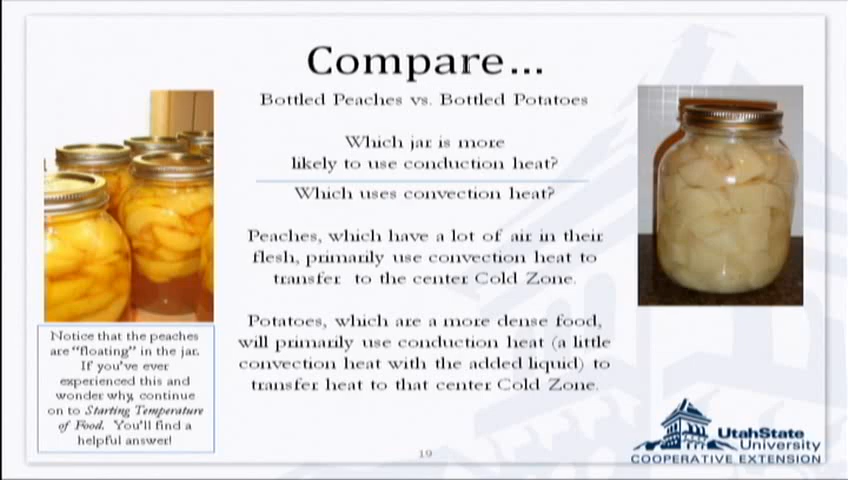 Compare...
Bottled Peaches vs. Bottled Potatoes
Which jar is more
likely to use conduction heat?
Which uses convection heat?
Peaches, which have a lot of air in their
flesh, primarily use convection heat to
transfer to the center Cold Zone.
Potatoes, which are a more dense food,
will primarily use conduction heat (a little
convection heat with the added liquid) to
transfer heat to that center Cold Zone.
Notice that the peaches
are "floating" in the jar.
If you've ever
experienced this and
wonder why, continue
on to Starting Temperature
of Food. You'll find a
helpful answer!
19
UtahState
University
COOPERATIVE EXTENSION